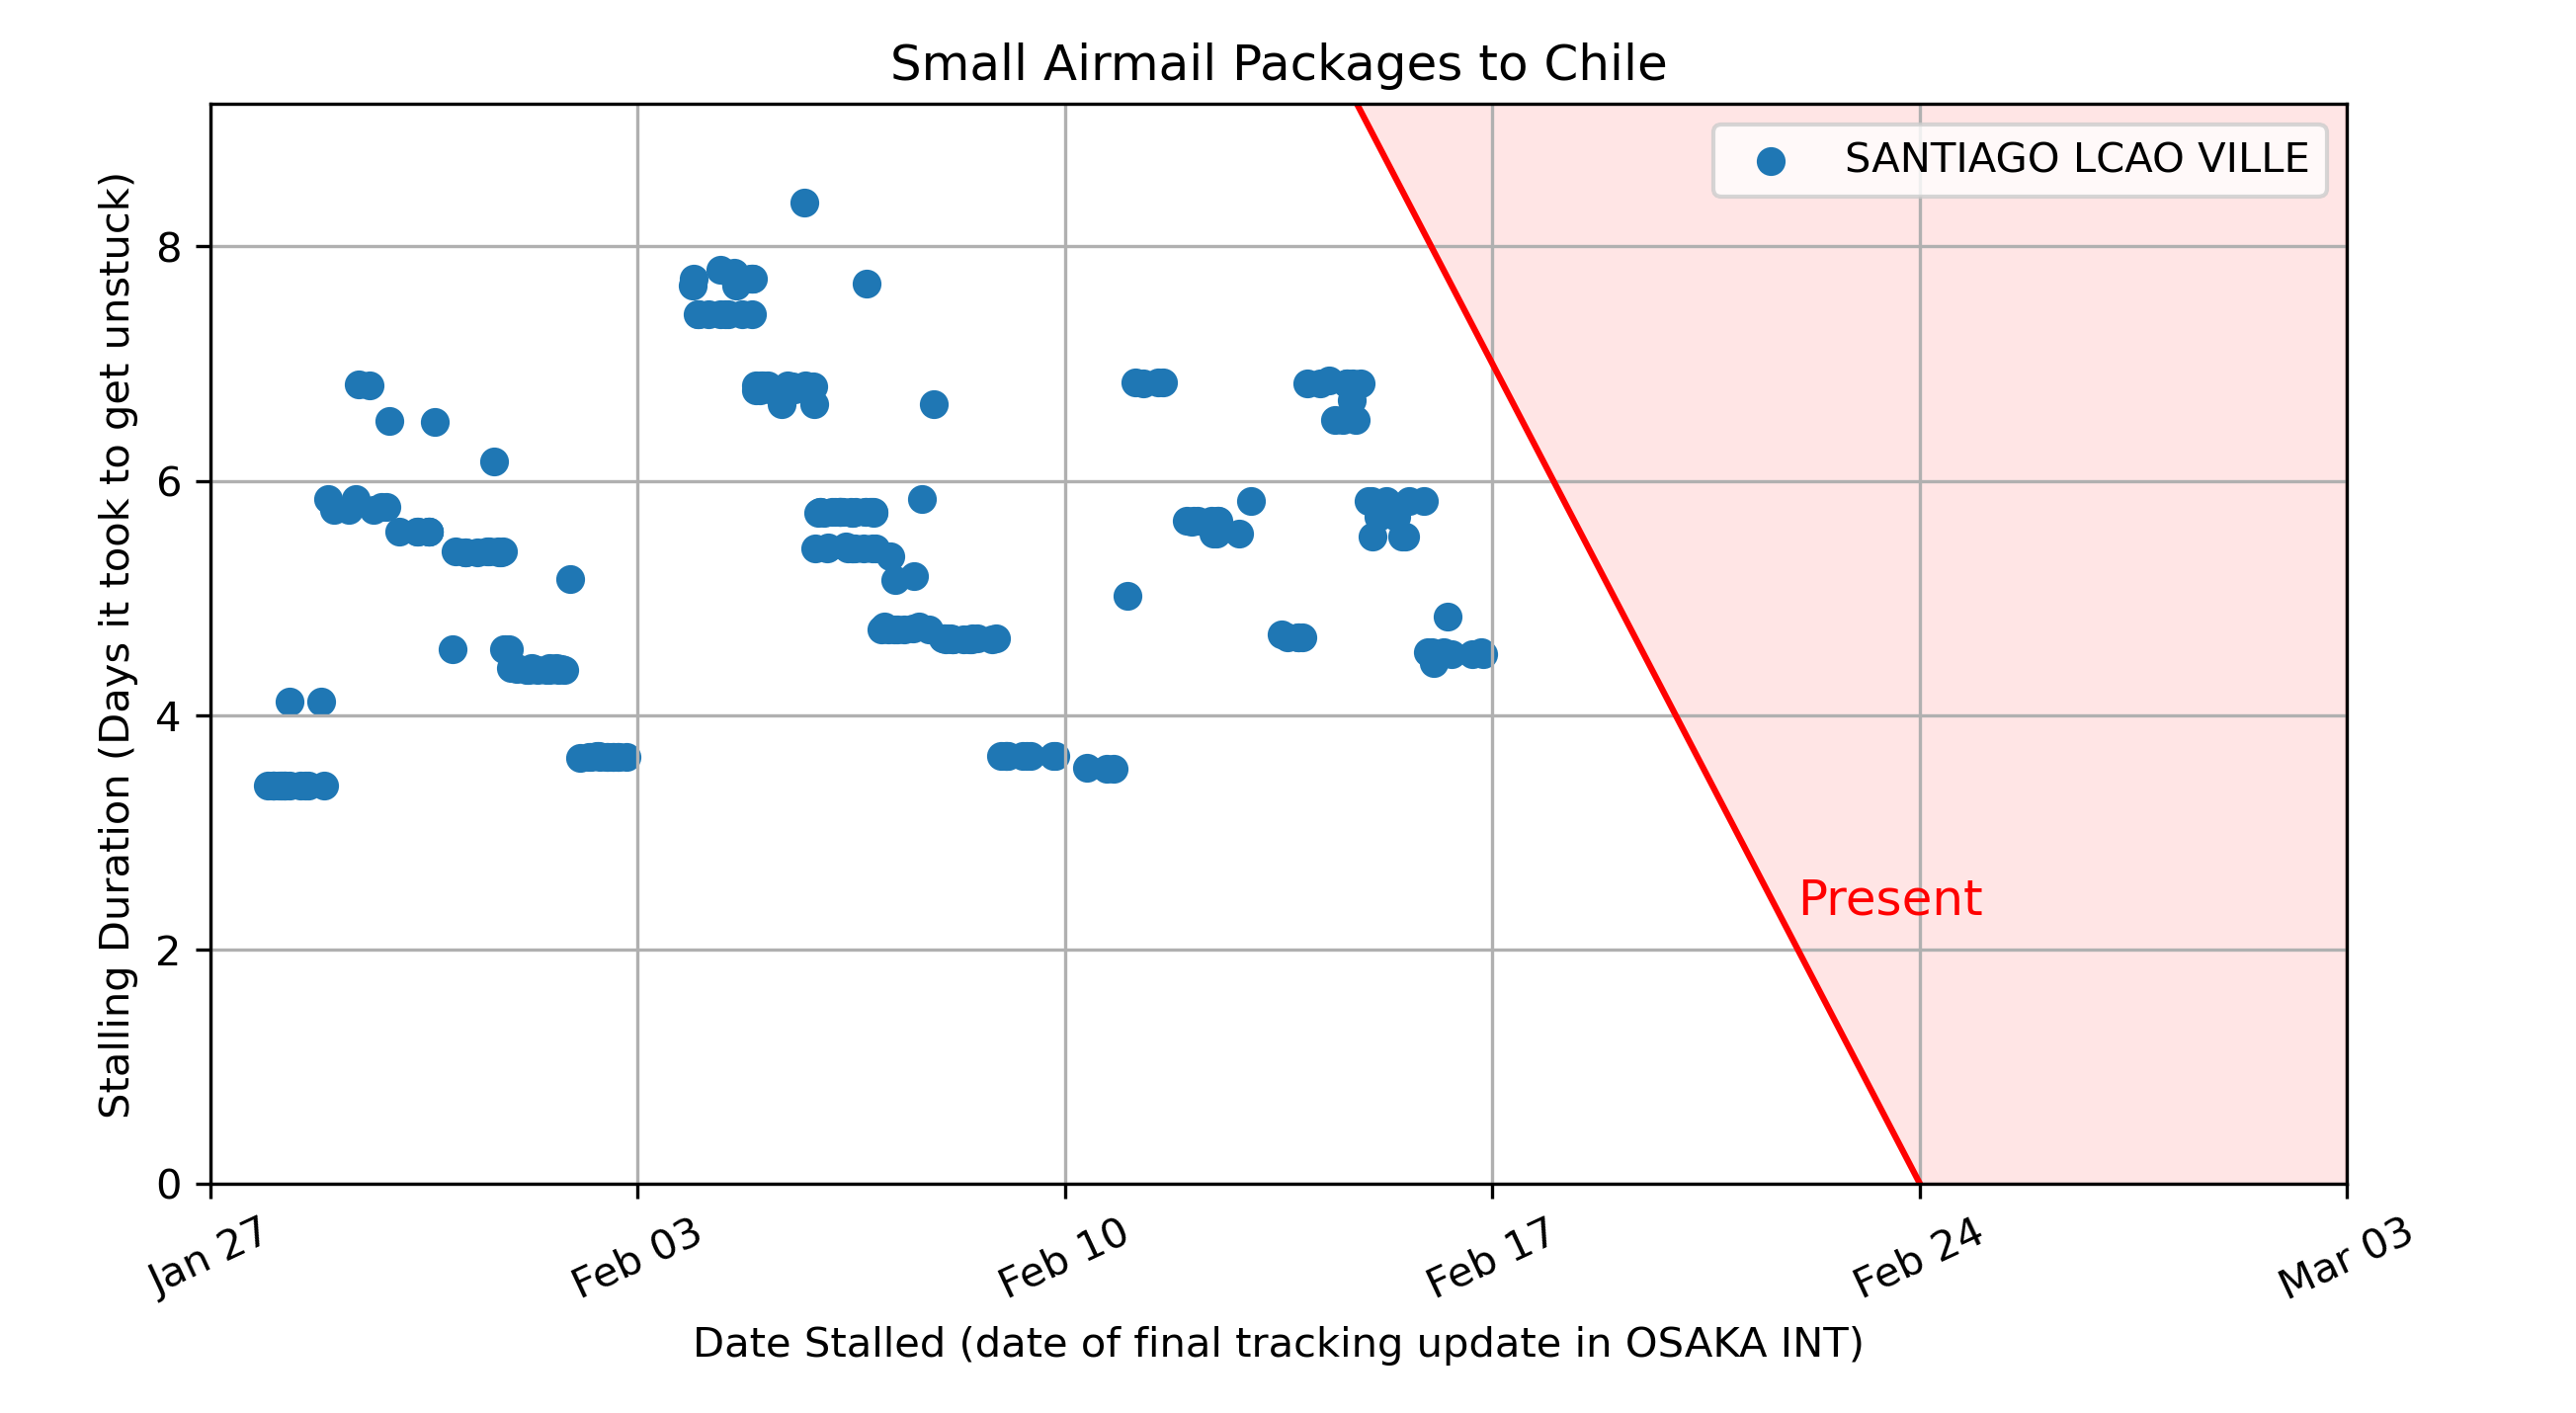 Small Airmail Packages to Chile
SANTIAGO LCAO VILLE
Stalling Duration (Days it took to get unstuck)
8
6
4
2
0
Present
Jan 27
Feb 03
Feb 10
Feb 17
Feb 24
Mar 03
Date Stalled (date of final tracking update in OSAKA INT)